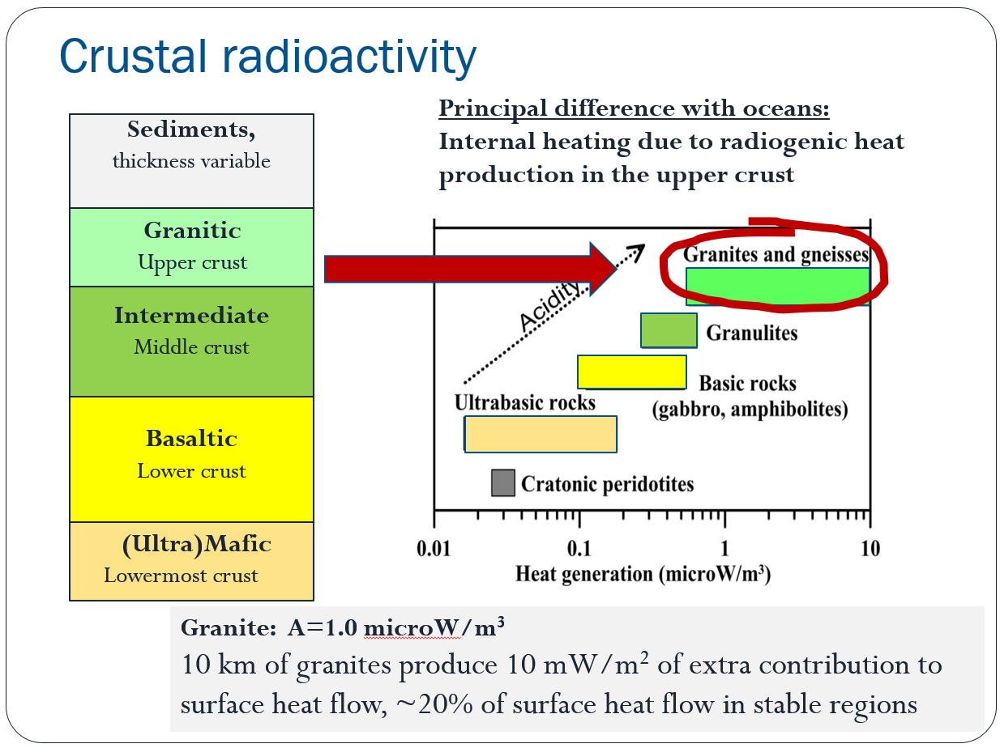 Crustal radioactivity
Sediments,
thickness variable
Granitic
Upper crust
Intermediate
Middle crust
Basaltic
Lower crust
(Ultra)Mafic
Lowermost crust
Principal difference with oceans:
Internal heating due to radiogenic heat
production in the upper crust
Granites and gneisses
Acidity
Granulites
Basic rocks
(gabbro, amphibolites)
Ultrabasic rocks
Cratonic peridotites
0.01 0.1 1 10
Heat generation (microW/m³)
Granite: A=1.0 microW/m³
10 km of granites produce 10 mW/m² of extra contribution to
surface heat flow, ~20% of surface heat flow in stable regions